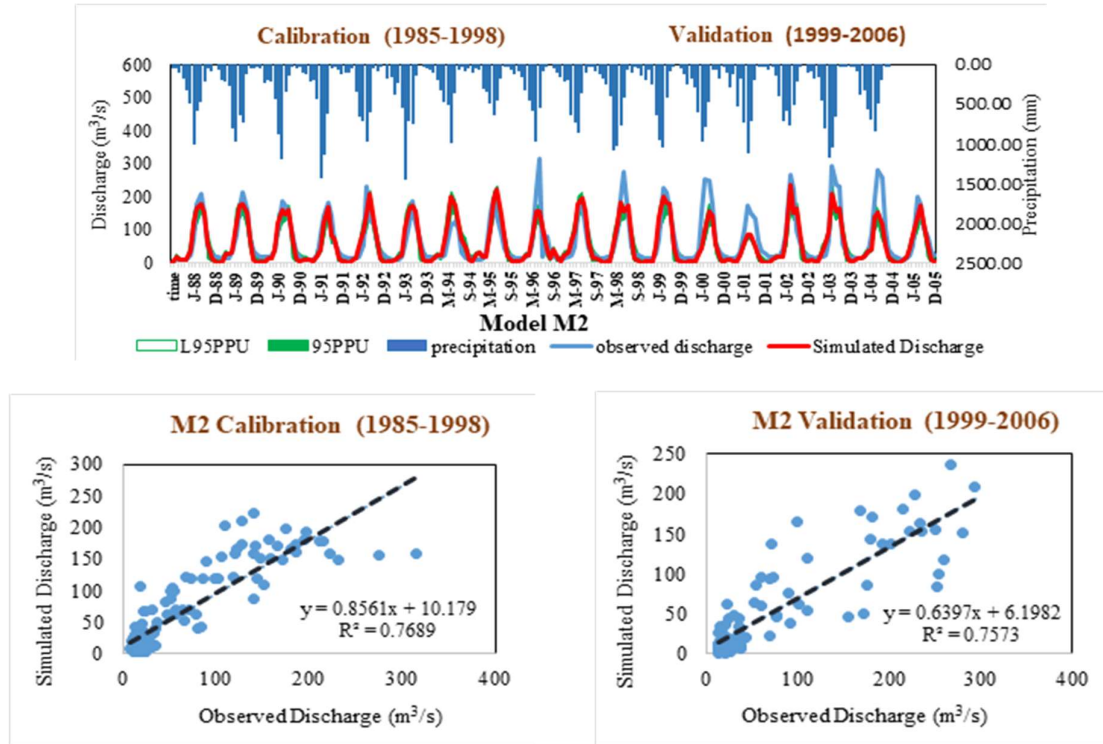 Calibration (1985-1998) Validation (1999-2006)
Discharge (m³/s)
600
500
400
300
200
100
0
Precipitation (mm)
0.00
500.00
1000.00
1500.00
2000.00
2500.00
time J-88 D-88 J-89 D-89 J-90 D-90 J-91 D-91 J-92 D-92 J-93 D-93 M-94 S-94 M-95 S-95 M-96 S-96 M-97 S-97 M-98 S-98 J-99 D-99 J-00 D-00 J-01 D-01 J-02 D-02 J-03 D-03 J-04 D-04 J-05 D-05
Model M2
L95PPU 95PPU precipitation observed discharge Simulated Discharge
M2 Calibration (1985-1998)
Simulated Discharge (m³/s)
300
250
200
150
100
50
0
y = 0.8561x + 10.179
R² = 0.7689
0 100 200 300 400
Observed Discharge (m³/s)
M2 Validation (1999-2006)
Simulated Discharge (m³/s)
250
200
150
100
50
0
y = 0.6397x + 6.1982
R² = 0.7573
0 100 200 300 400
Observed Discharge (m³/s)